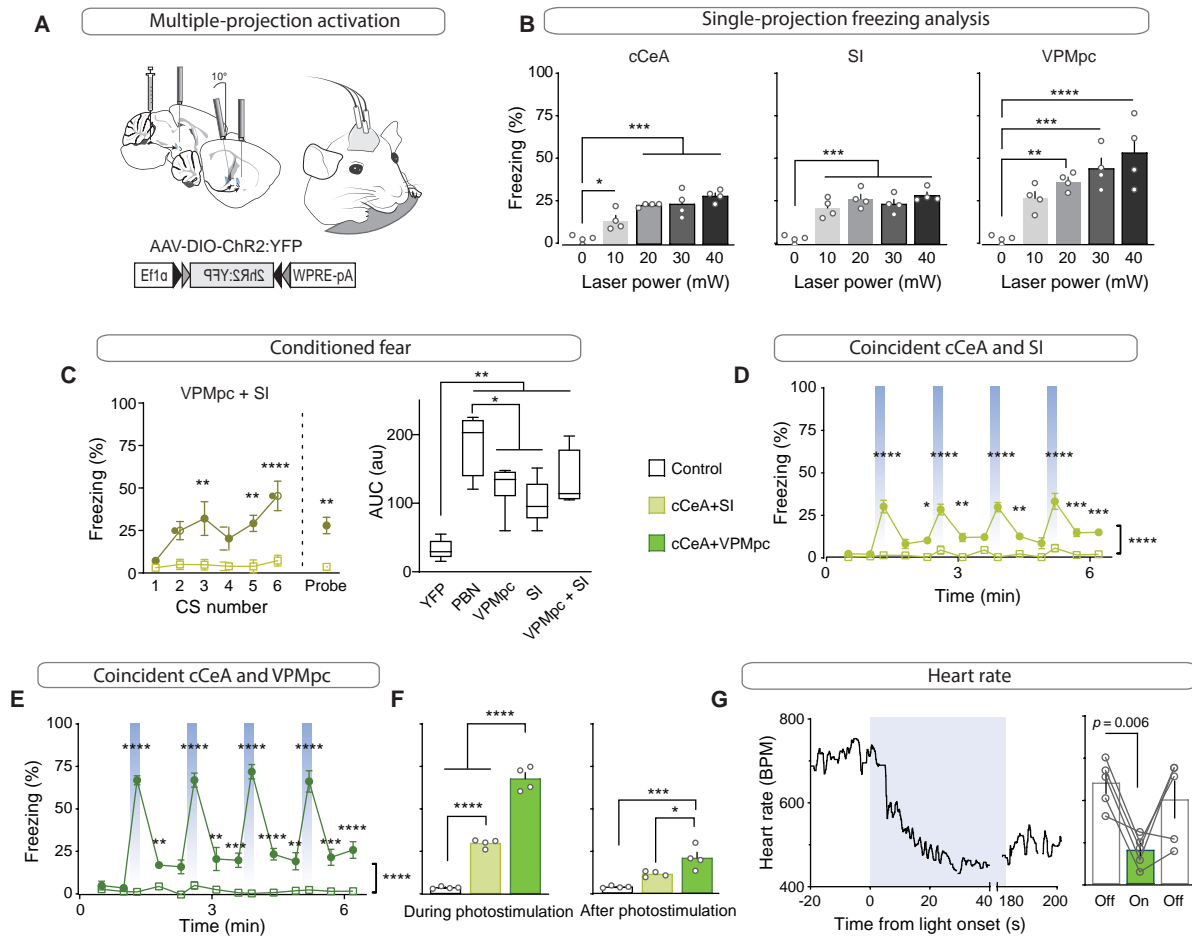 A
Multiple-projection activation
10°
AAV-DIO-ChR2:YFP
Ef1α
2hR2:YFP
WPRE-pA
B
Single-projection freezing analysis
cCeA
SI
VPMpc
Freezing (%)
100
75
50
25
0
*
***
***
**
***
****
0 10 20 30 40
0 10 20 30 40
0 10 20 30 40
Laser power (mW)
Laser power (mW)
Laser power (mW)
Conditioned fear
C
VPMpc + SI
Freezing (%)
100
75
50
25
0
**
**
****
**
1 2 3 4 5 6
Probe
CS number
AUC (au)
200
100
0
**
*
YFP
PBN
VPMpc
SI
VPMpc + SI
Control
cCeA+SI
cCeA+VPMpc
Coincident cCeA and SI
D
Freezing (%)
100
75
50
25
0
****
****
****
****
*
**
**
***
***
****
0 3 6
Time (min)
Coincident cCeA and VPMpc
E
Freezing (%)
100
75
50
25
0
****
****
****
****
**
**
***
****
**
***
****
****
0 3 6
Time (min)
F
100
75
50
25
0
****
****
***
*
During photostimulation
After photostimulation
Heart rate
G
Heart rate (BPM)
800
600
400
-20 0 20 40 180 200
Time from light onset (s)
p = 0.006
Off On Off